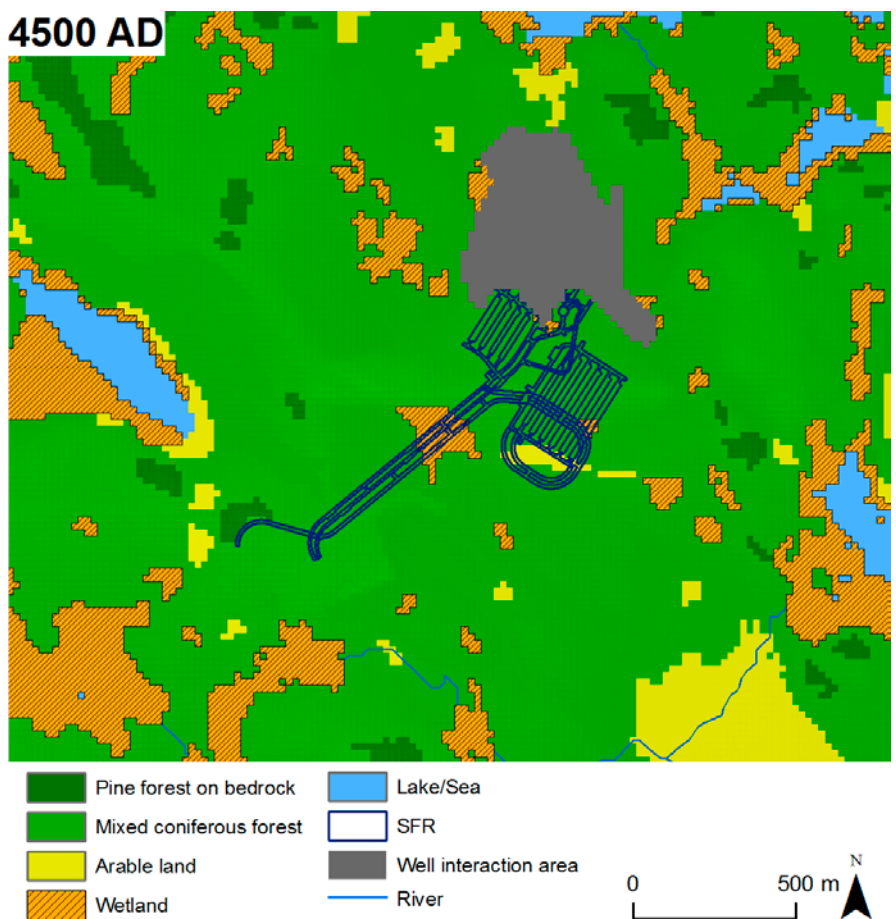 4500 AD
Pine forest on bedrock
Mixed coniferous forest
Arable land
Wetland
Lake/Sea
SFR
Well interaction area
River
0 500 m
N